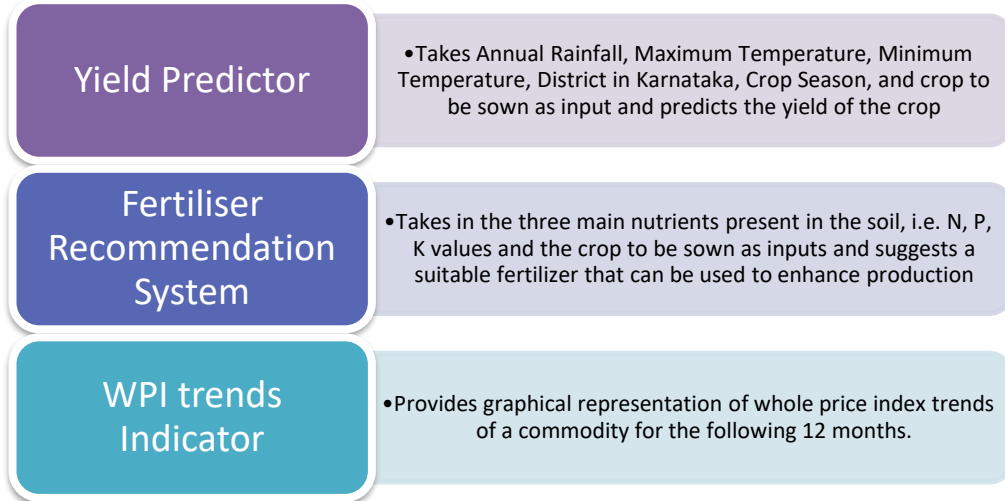 Yield Predictor
•Takes Annual Rainfall, Maximum Temperature, Minimum
Temperature, District in Karnataka, Crop Season, and crop to
be sown as input and predicts the yield of the crop
Fertiliser
Recommendation
System
•Takes in the three main nutrients present in the soil, i.e. N, P,
K values and the crop to be sown as inputs and suggests a
suitable fertilizer that can be used to enhance production
WPI trends
Indicator
•Provides graphical representation of whole price index trends
of a commodity for the following 12 months.